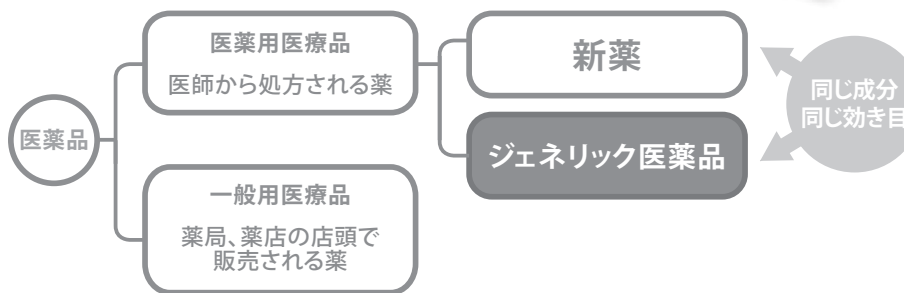 医薬品
医薬用医療品
医師から処方される薬
一般用医療品
薬局、薬店の店頭で
販売される薬
新薬
ジェネリック医薬品
同じ成分
同じ効き目